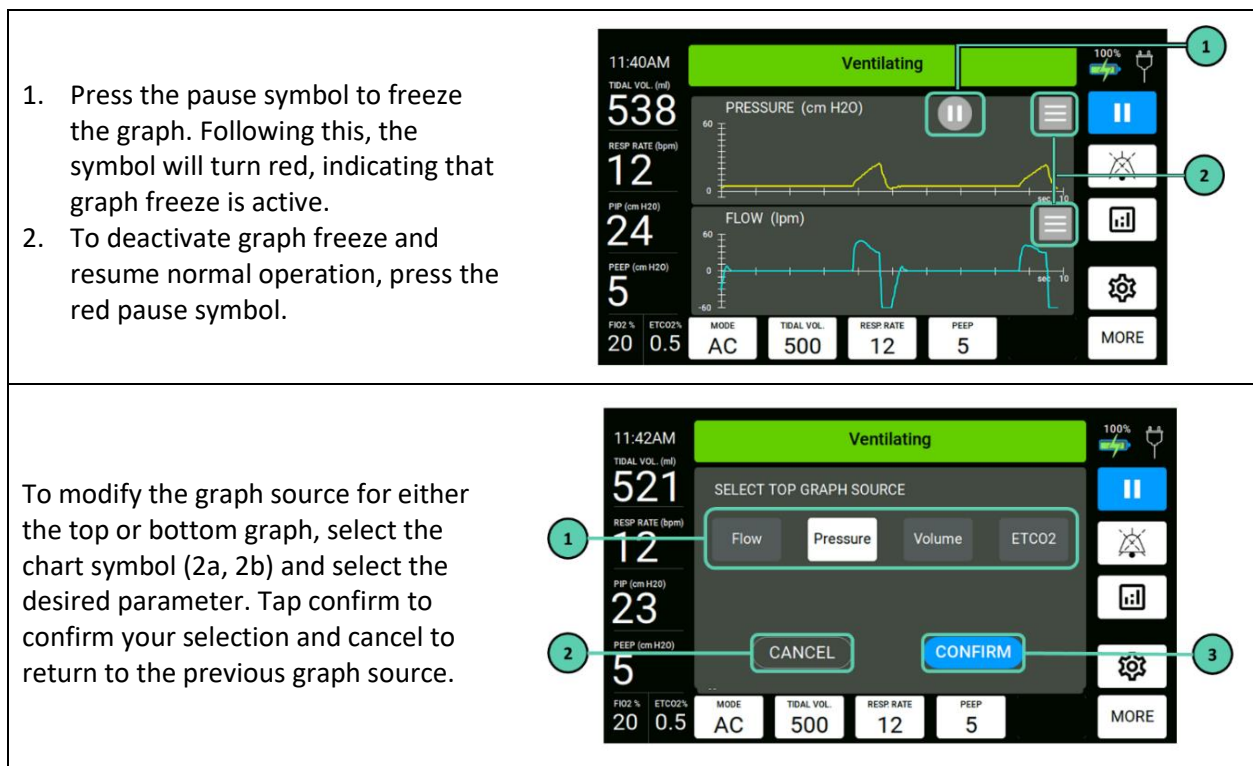 1. Press the pause symbol to freeze
the graph. Following this, the
symbol will turn red, indicating that
graph freeze is active.
2. To deactivate graph freeze and
resume normal operation, press the
red pause symbol.
11:40AM
Ventilating
100%
1
TIDAL VOL. (ml)
538
PRESSURE (cm H2O)
60
0
sec 10
RESP RATE (bpm)
12
2
PIP (cm H20)
24
FLOW (lpm)
60
0
-60
sec 10
PEEP (cm H2O)
5
FIO2 % ETCO2%
20 0.5
MODE
AC
TIDAL VOL.
500
RESP. RATE
12
PEEP
5
MORE
To modify the graph source for either
the top or bottom graph, select the
chart symbol (2a, 2b) and select the
desired parameter. Tap confirm to
confirm your selection and cancel to
return to the previous graph source.
11:42AM
Ventilating
100%
TIDAL VOL. (ml)
521
SELECT TOP GRAPH SOURCE
RESP RATE (bpm)
12
1
Flow Pressure Volume ETCO2
PIP (cm H20)
23
PEEP (cm H20)
5
2
CANCEL CONFIRM
3
FIO2 % ETCO2%
20 0.5
MODE
AC
TIDAL VOL.
500
RESP. RATE
12
PEEP
5
MORE